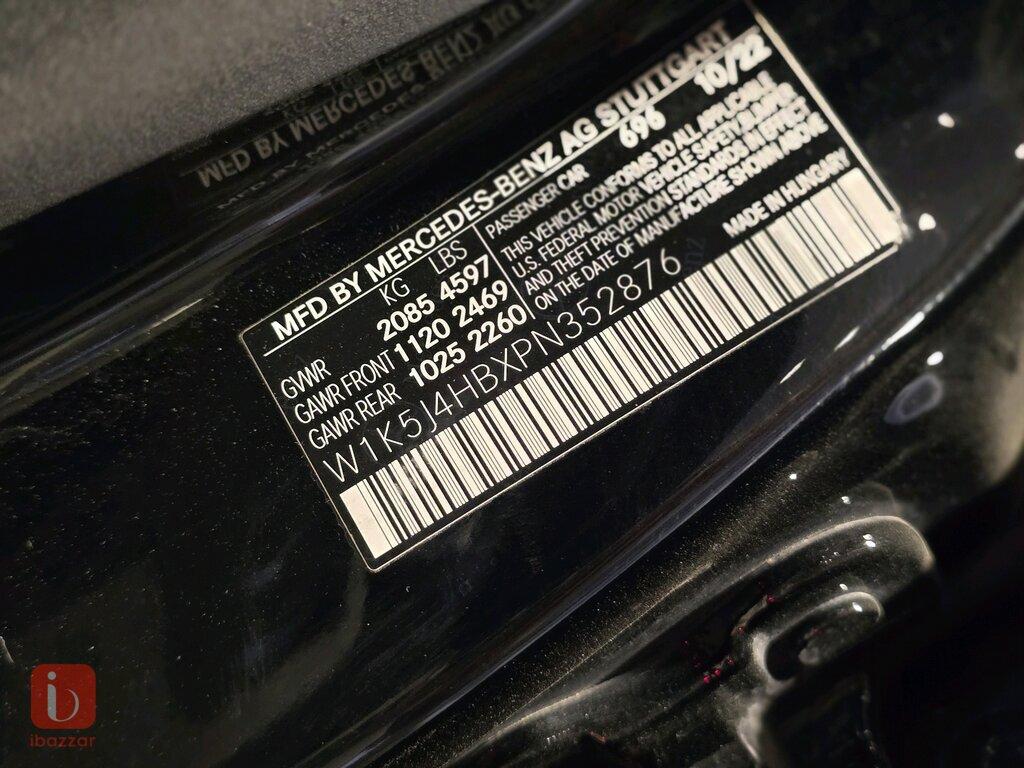 MFD BY MERCEDES-BENZ AG STUTTGART
KG LBS
GVWR 2085 4597
GAWR FRONT 1120 2469
GAWR REAR 1025 2260
PASSENGER CAR 696 10/22
THIS VEHICLE CONFORMS TO ALL APPLICABLE
U.S. FEDERAL MOTOR VEHICLE SAFETY, BUMPER
AND THEFT PREVENTION STANDARDS IN EFFECT
ON THE DATE OF MANUFACTURE SHOWN ABOVE
MADE IN HUNGARY
W1K5J4HBXPN352876
ibazzar